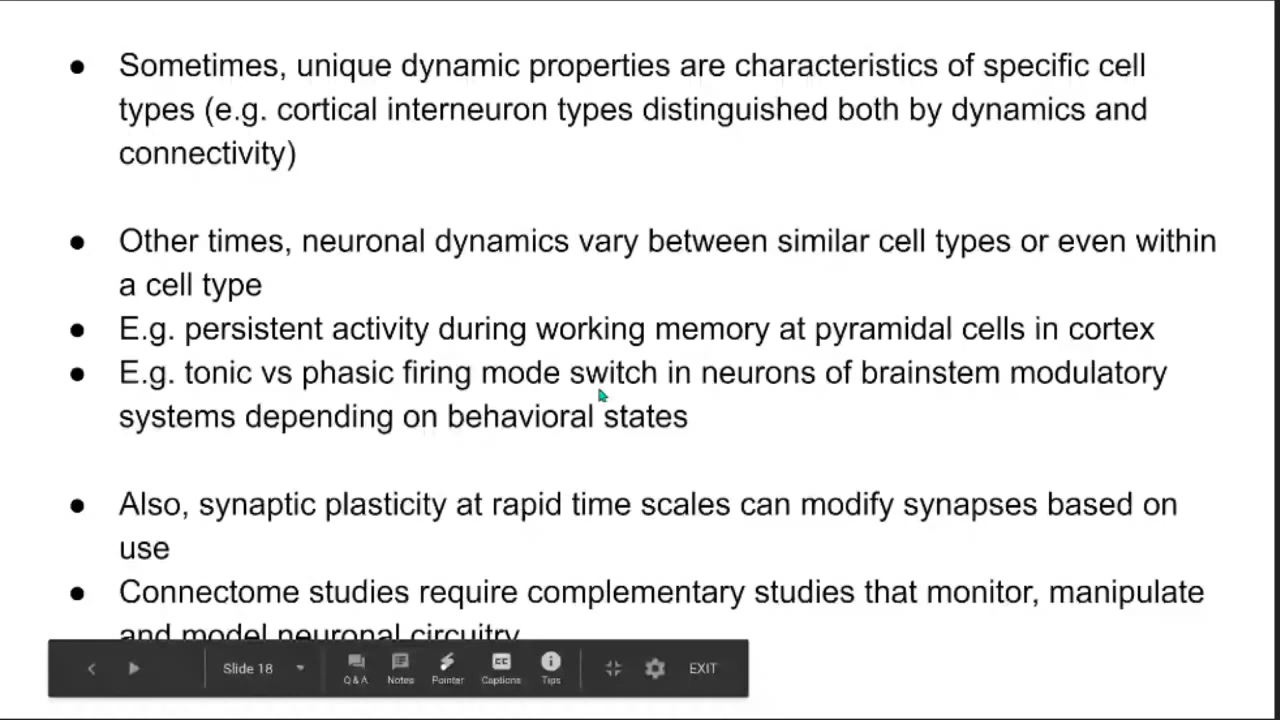 ● Sometimes, unique dynamic properties are characteristics of specific cell
types (e.g. cortical interneuron types distinguished both by dynamics and
connectivity)
● Other times, neuronal dynamics vary between similar cell types or even within
a cell type
● E.g. persistent activity during working memory at pyramidal cells in cortex
● E.g. tonic vs phasic firing mode switch in neurons of brainstem modulatory
systems depending on behavioral states
● Also, synaptic plasticity at rapid time scales can modify synapses based on
use
● Connectome studies require complementary studies that monitor, manipulate
and model neuronal circuitry
Slide 18
Q & A Notes Pointer Captions Tips EXIT